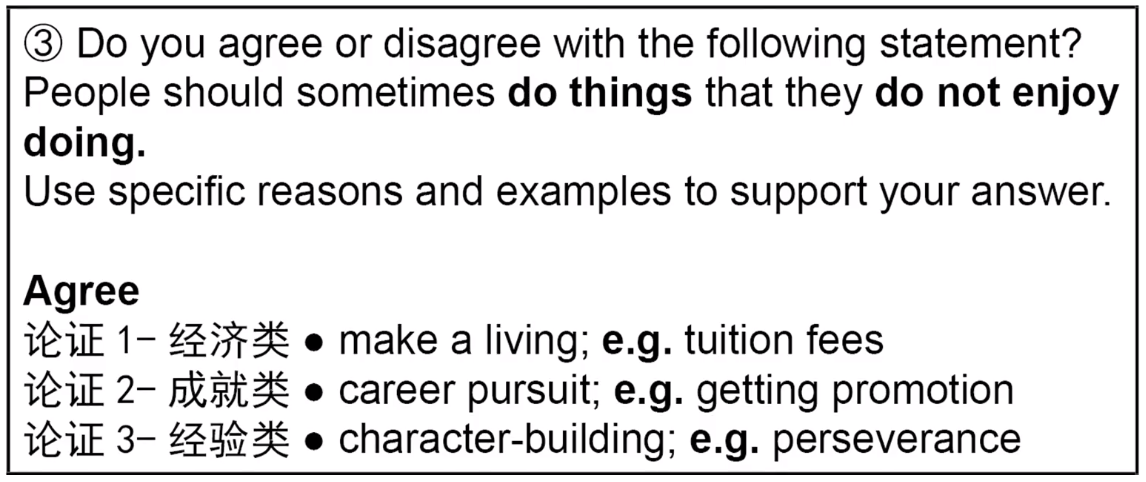 ③ Do you agree or disagree with the following statement?
People should sometimes do things that they do not enjoy
doing.
Use specific reasons and examples to support your answer.
Agree
论证 1- 经济类 ● make a living; e.g. tuition fees
论证 2- 成就类 ● career pursuit; e.g. getting promotion
论证 3- 经验类 ● character-building; e.g. perseverance